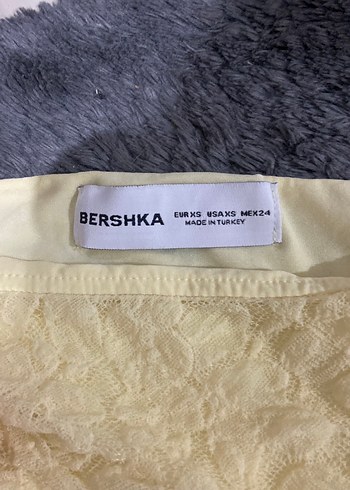 BERSHKA
EUR XS USA XS MEX 24
MADE IN TURKEY